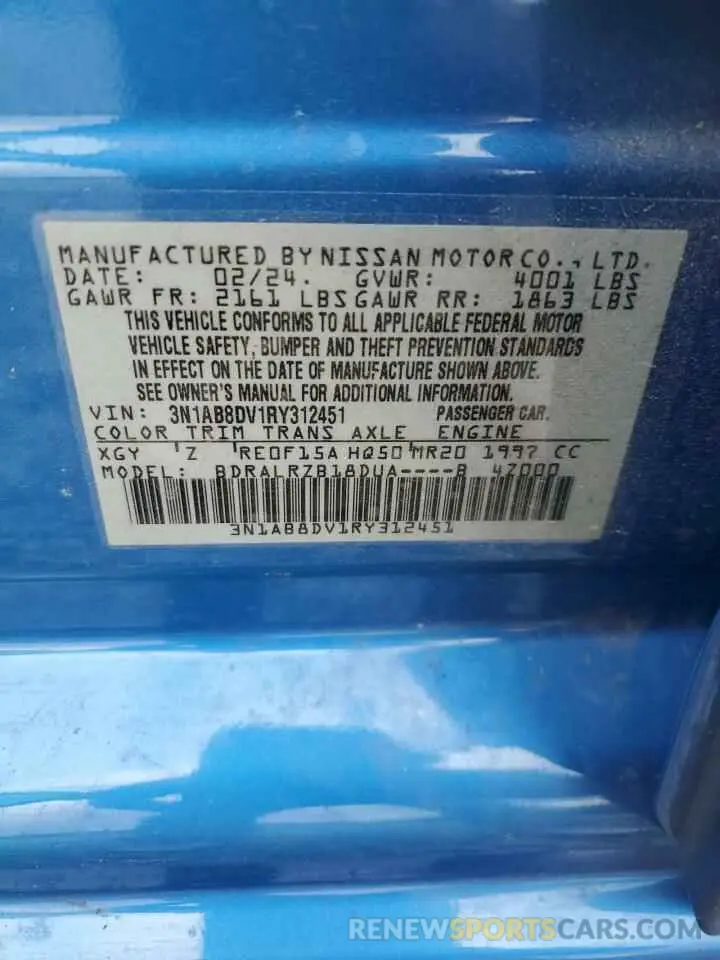 MANUFACTURED BY NISSAN MOTOR CO., LTD.
DATE: 02/24. GVWR: 4001 LBS
GAWR FR: 2161 LBS GAWR RR: 1863 LBS
THIS VEHICLE CONFORMS TO ALL APPLICABLE FEDERAL MOTOR
VEHICLE SAFETY, BUMPER AND THEFT PREVENTION STANDARDS
IN EFFECT ON THE DATE OF MANUFACTURE SHOWN ABOVE.
SEE OWNER'S MANUAL FOR ADDITIONAL INFORMATION.
VIN: 3N1AB8DV1RY312451 PASSENGER CAR.
COLOR TRIM TRANS AXLE ENGINE
XGY 'Z RE0F15A HQ50 MR20 1997 CC
MODEL: BDRALRZB18DUA----B 4Z000
3N1AB8DV1RY312451
RENEWSPORTSCARS.COM